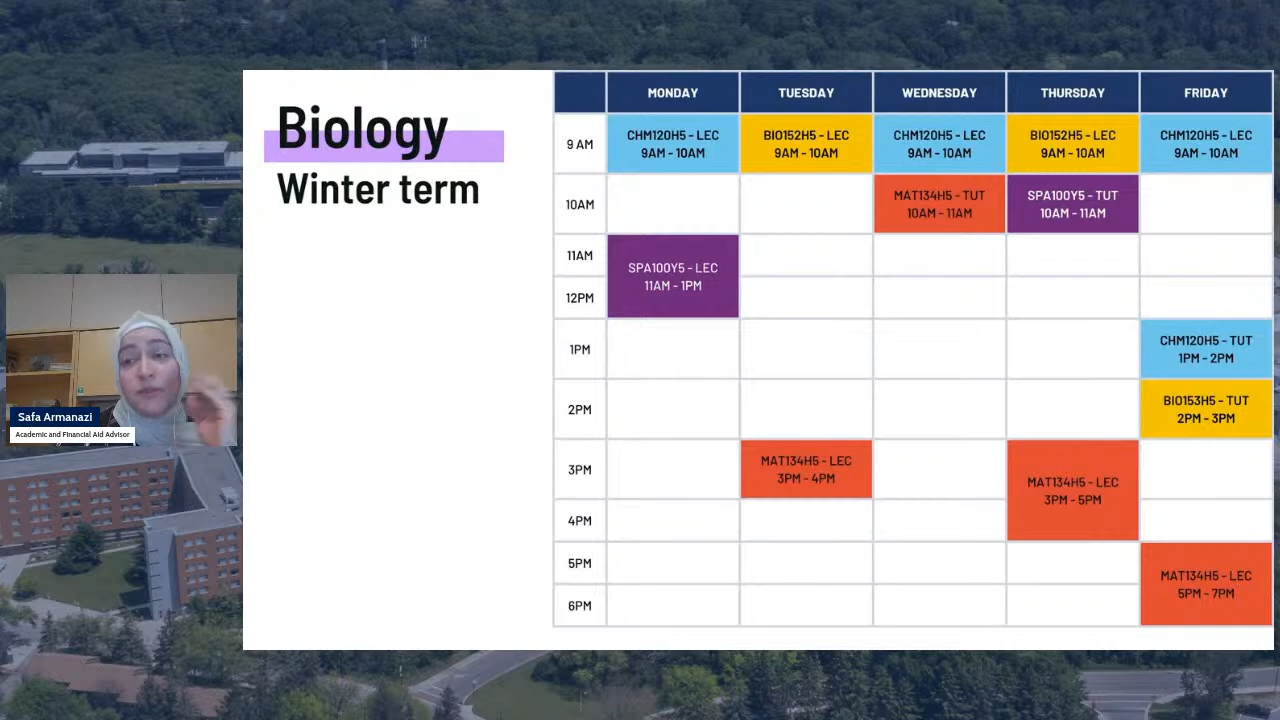 Biology
Winter term
MONDAY
TUESDAY
WEDNESDAY
THURSDAY
FRIDAY
9 AM
CHM120H5 - LEC
9AM - 10AM
BIO152H5 - LEC
9AM - 10AM
CHM120H5 - LEC
9AM - 10AM
BIO152H5 - LEC
9AM - 10AM
CHM120H5 - LEC
9AM - 10AM
10AM
MAT134H5 - TUT
10AM - 11AM
SPA100Y5 - TUT
10AM - 11AM
11AM
SPA100Y5 - LEC
11AM - 1PM
12PM
1PM
CHM120H5 - TUT
1PM - 2PM
2PM
BIO153H5 - TUT
2PM - 3PM
3PM
MAT134H5 - LEC
3PM - 4PM
MAT134H5 - LEC
3PM - 5PM
4PM
5PM
MAT134H5 - LEC
5PM - 7PM
6PM
Safa Armanazi
Academic and Financial Aid Advisor